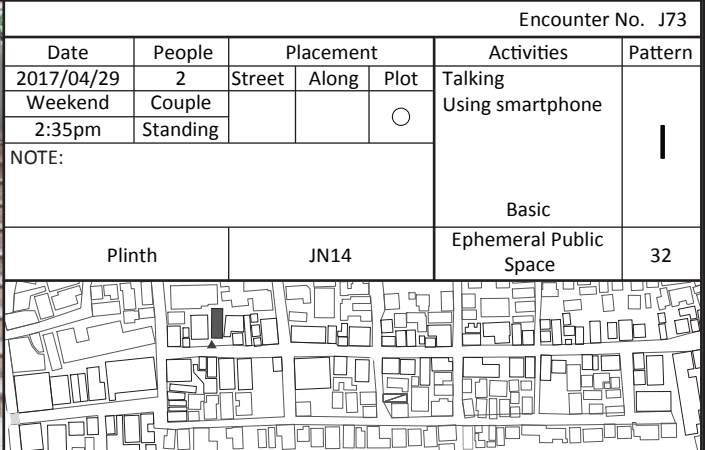 Encounter No. J73
Date People Placement Activities Pattern
2017/04/29 2 Street Along Plot Talking
Weekend Couple Using smartphone
2:35pm Standing
NOTE:
Basic
Plinth JN14 Ephemeral Public Space 32